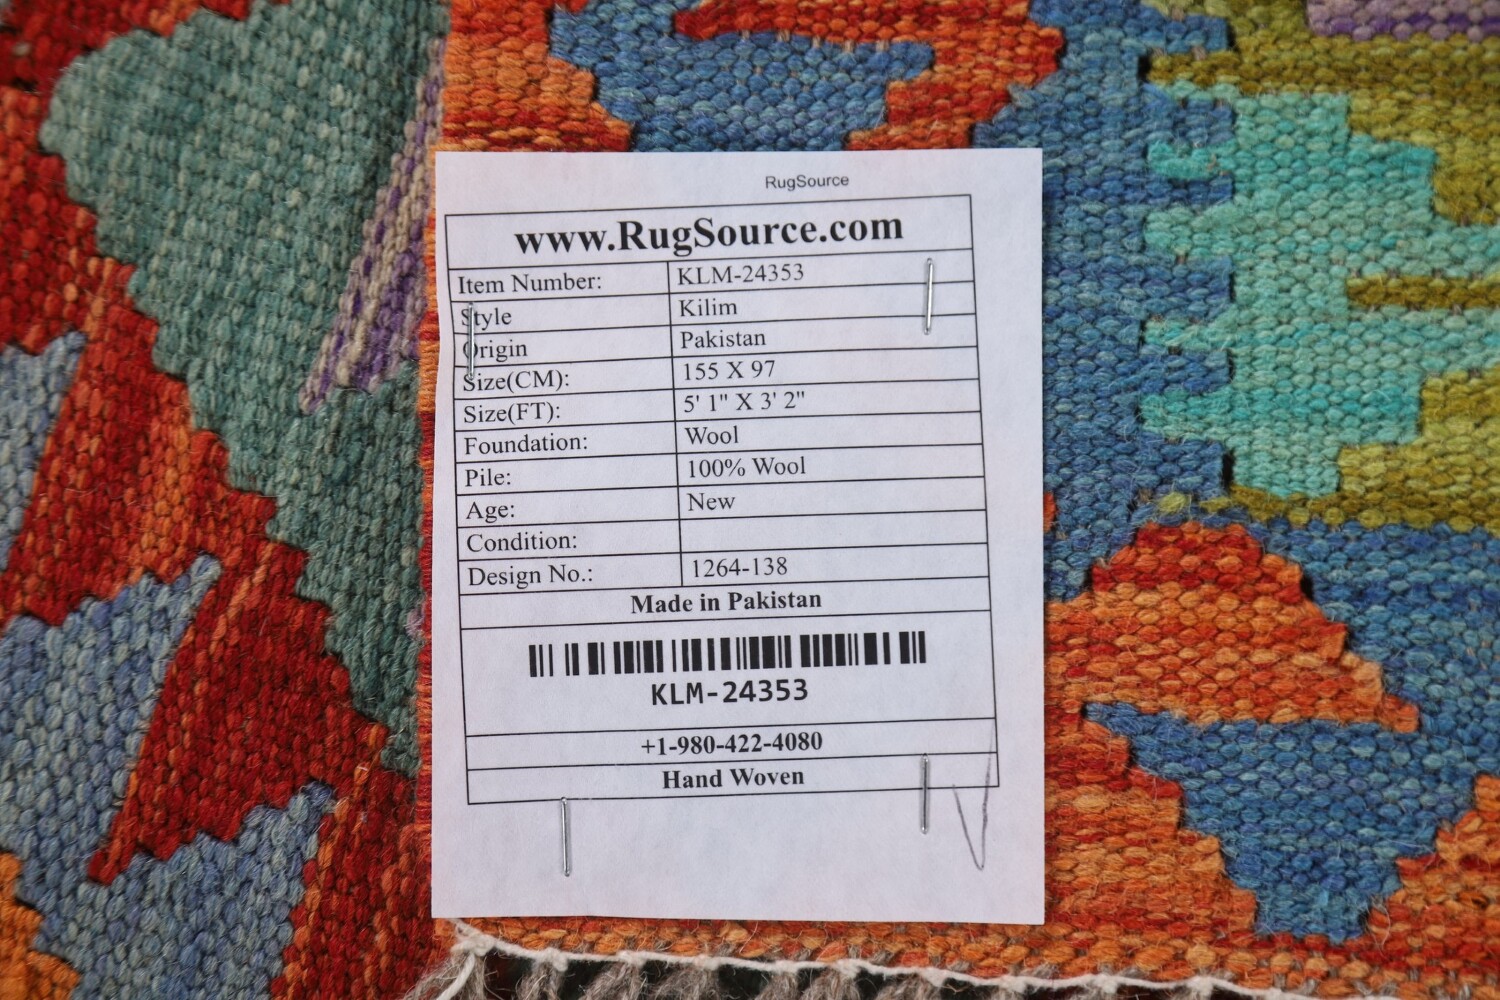 RugSource
www.RugSource.com
Item Number: KLM-24353
Style Kilim
Origin Pakistan
Size(CM): 155 X 97
Size(FT): 5' 1" X 3' 2"
Foundation: Wool
Pile: 100% Wool
Age: New
Condition:
Design No.: 1264-138
Made in Pakistan
KLM-24353
+1-980-422-4080
Hand Woven